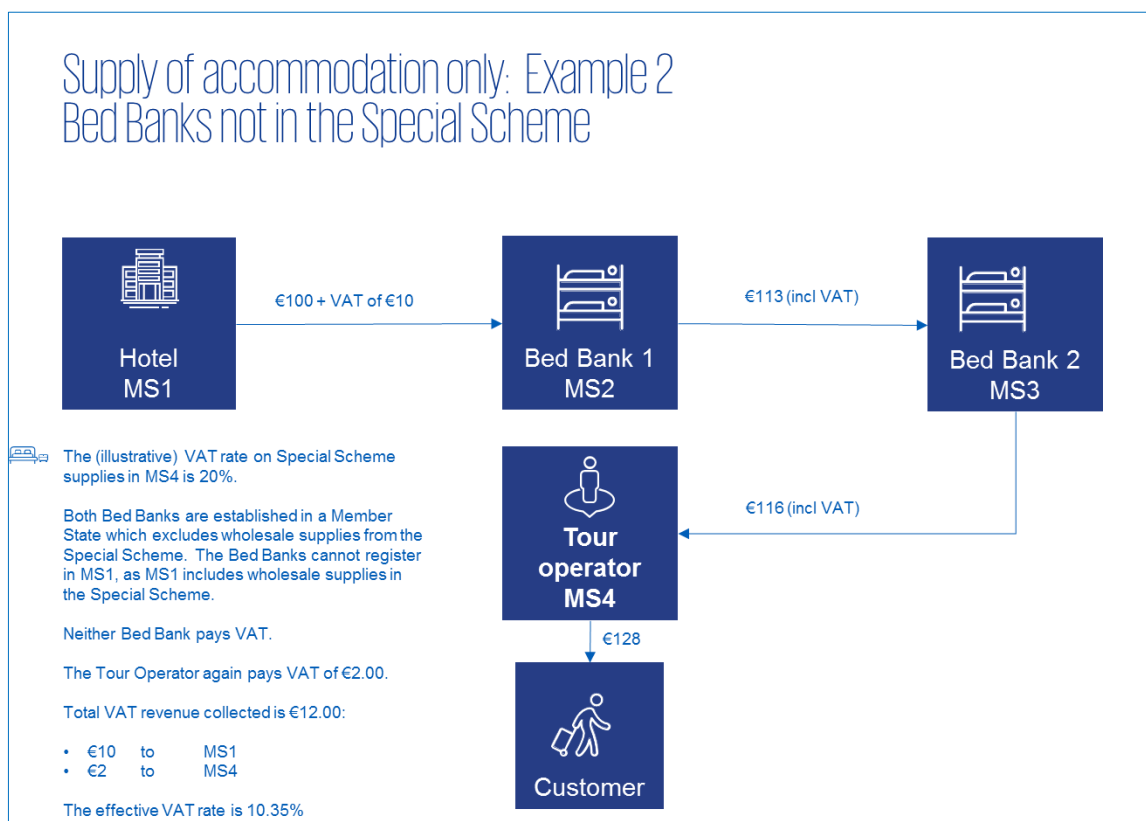 Supply of accommodation only: Example 2
Bed Banks not in the Special Scheme
Hotel
MS1
€100 + VAT of €10
Bed Bank 1
MS2
€113 (incl VAT)
Bed Bank 2
MS3
€116 (incl VAT)
Tour
operator
MS4
€128
Customer
The (illustrative) VAT rate on Special Scheme
supplies in MS4 is 20%.
Both Bed Banks are established in a Member
State which excludes wholesale supplies from the
Special Scheme. The Bed Banks cannot register
in MS1, as MS1 includes wholesale supplies in
the Special Scheme.
Neither Bed Bank pays VAT.
The Tour Operator again pays VAT of €2.00.
Total VAT revenue collected is €12.00:
• €10 to MS1
• €2 to MS4
The effective VAT rate is 10.35%